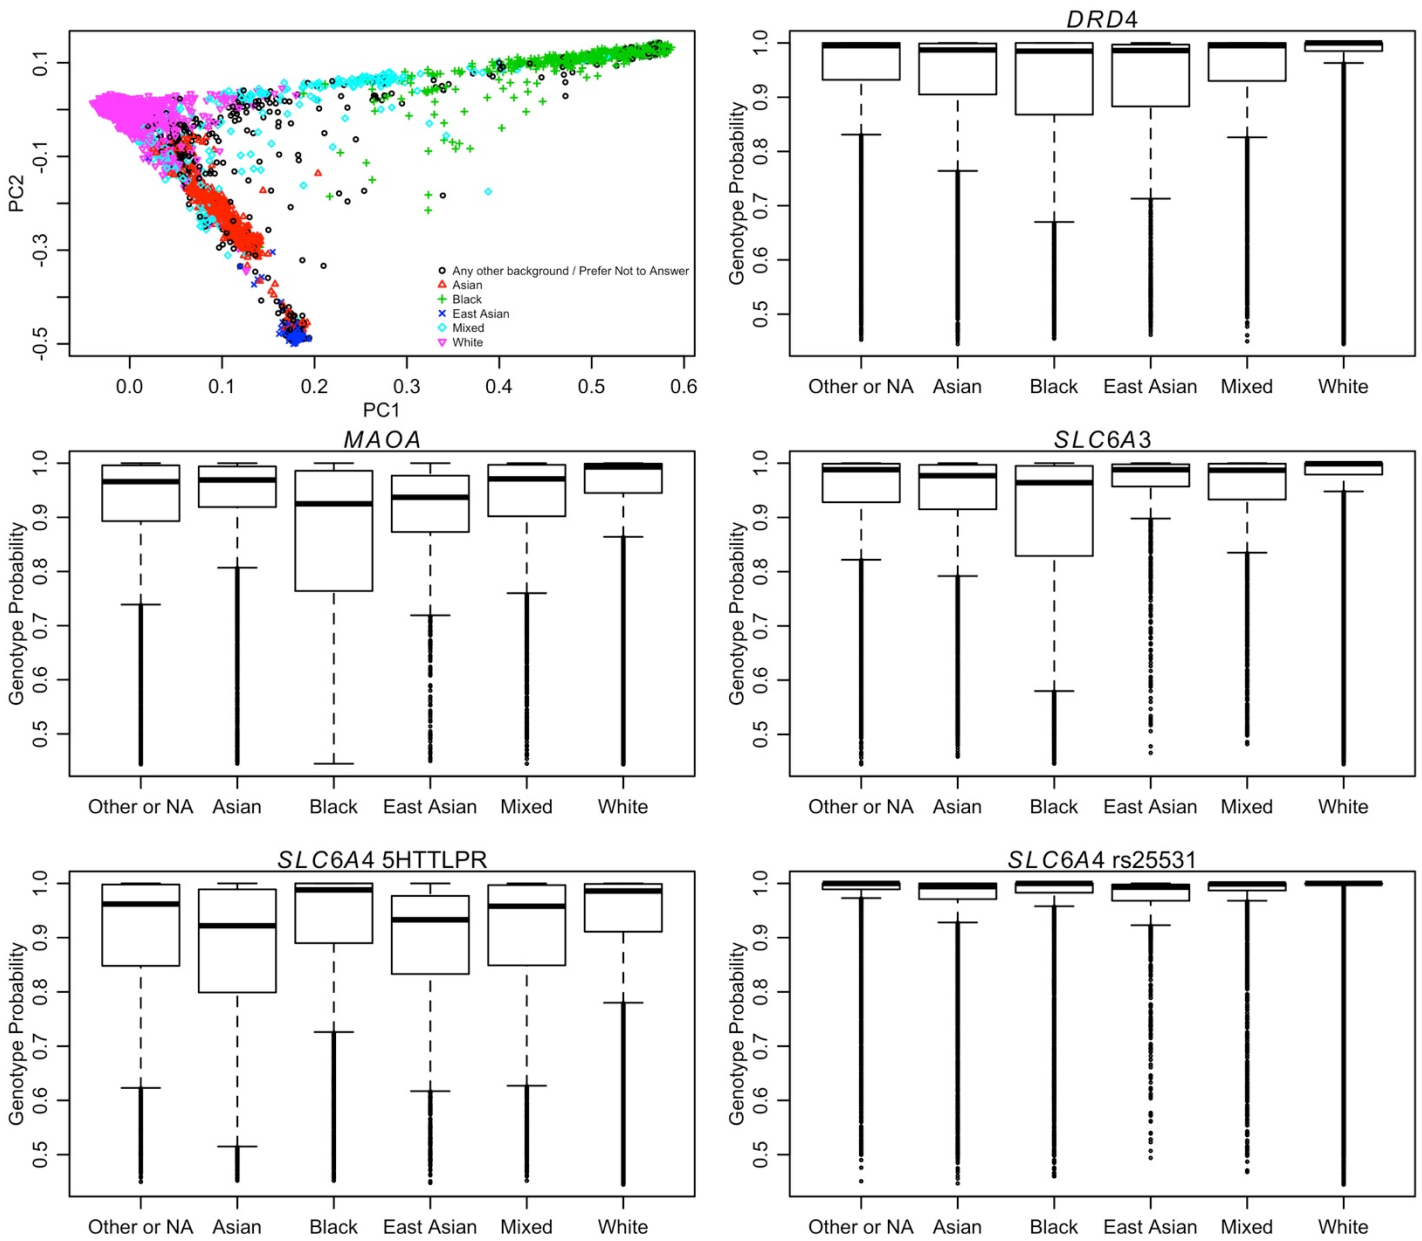 DRD4
0.1
-0.1
-0.3
-0.5
PC2
Any other background / Prefer Not to Answer
Asian
Black
East Asian
Mixed
White
0.0 0.1 0.2 0.3 0.4 0.5 0.6
PC1
1.0
0.9
0.8
0.7
0.6
0.5
Genotype Probability
Other or NA Asian Black East Asian Mixed White
MAOA
1.0
0.9
0.8
0.7
0.6
0.5
Genotype Probability
Other or NA Asian Black East Asian Mixed White
SLC6A3
1.0
0.9
0.8
0.7
0.6
0.5
Genotype Probability
Other or NA Asian Black East Asian Mixed White
SLC6A4 5HTTLPR
1.0
0.9
0.8
0.7
0.6
0.5
Genotype Probability
Other or NA Asian Black East Asian Mixed White
SLC6A4 rs25531
1.0
0.9
0.8
0.7
0.6
0.5
Genotype Probability
Other or NA Asian Black East Asian Mixed White